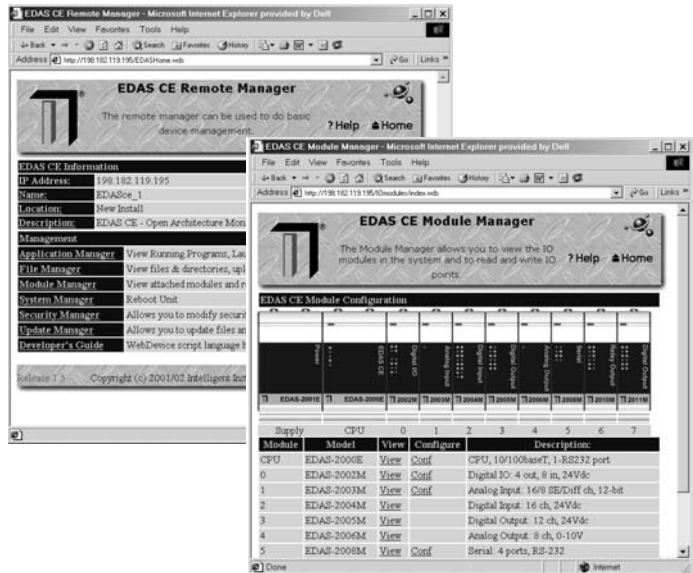 EDAS CE Remote Manager - Microsoft Internet Explorer provided by Dell
File Edit View Favorites Tools Help
Back Search Favorites History
Address http://198.182.119.195/EDASHome.wdb Go Links »
EDAS CE Remote Manager
The remote manager can be used to do basic
device management.
? Help Home
EDAS CE Information
IP Address: 198.182.119.195
Name: EDASce_1
Location: New Install
Description: EDAS CE - Open Architecture Mon
Management
Application Manager View Running Programs, Lau
File Manager View files & directories, upl
Module Manager View attached modules and r
System Manager Reboot Unit
Security Manager Allows you to modify securit
Update Manager Allows you to update files an
Developer's Guide WebDevice script language h
Release 1.5 Copyright (c) 2001/02 Intelligent Inst
EDAS CE Module Manager - Microsoft Internet Explorer provided by Dell
File Edit View Favorites Tools Help
Back Search Favorites History
Address http://198.182.119.195/IOmodules/index.wdb Go Links »
EDAS CE Module Manager
The Module Manager allows you to view the IO
modules in the system and to read and write IO
points.
? Help Home
EDAS CE Module Configuration
Power EDAS CE Digital IO Analog Input Digital Input Digital Output Analog Output Serial Relay Output Digital Output
EDAS-2001E EDAS-2000E 2002M 2003M 2004M 2005M 2006M 2008M 2010M 2011M
Supply CPU 0 1 2 3 4 5 6 7
Module Model View Configure Description:
CPU EDAS-2000E View Conf CPU, 10/100baseT, 1-RS232 port
0 EDAS-2002M View Conf Digital IO: 4 out, 8 in, 24Vdc
1 EDAS-2003M View Conf Analog Input: 16/8 SE/Diff ch, 12-bit
2 EDAS-2004M View Digital Input: 16 ch, 24Vdc
3 EDAS-2005M View Digital Output: 12 ch, 24Vdc
4 EDAS-2006M View Analog Output: 8 ch, 0-10V
5 EDAS-2008M View Conf Serial: 4 ports, RS-232
Done Internet